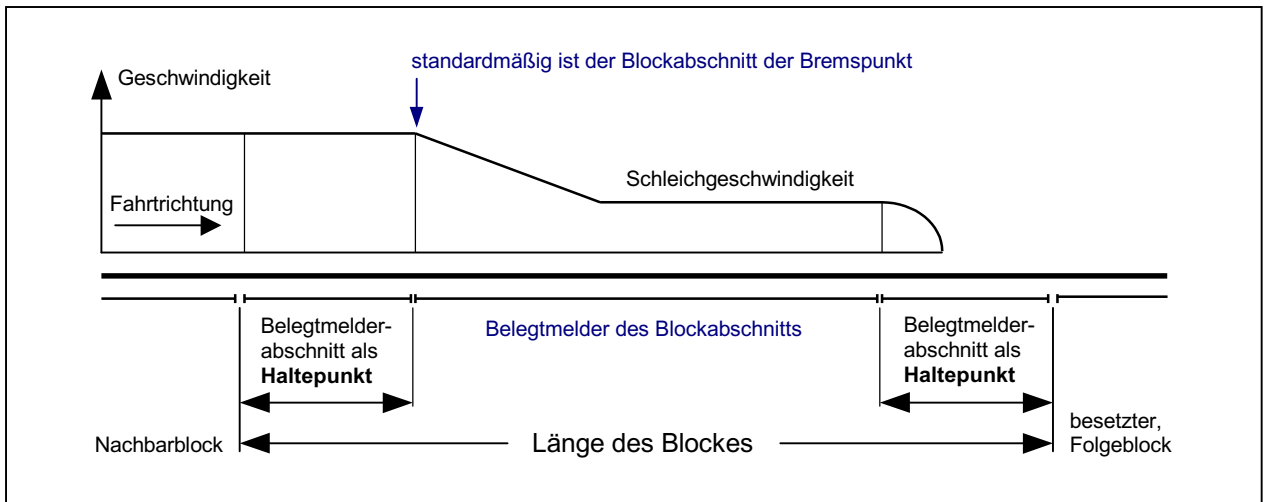 standardmäßig ist der Blockabschnitt der Bremspunkt
Geschwindigkeit
Schleichgeschwindigkeit
Fahrtrichtung
Belegtmelder-
abschnitt als
Haltepunkt
Belegtmelder des Blockabschnitts
Belegtmelder-
abschnitt als
Haltepunkt
Nachbarblock
Länge des Blockes
besetzter,
Folgeblock